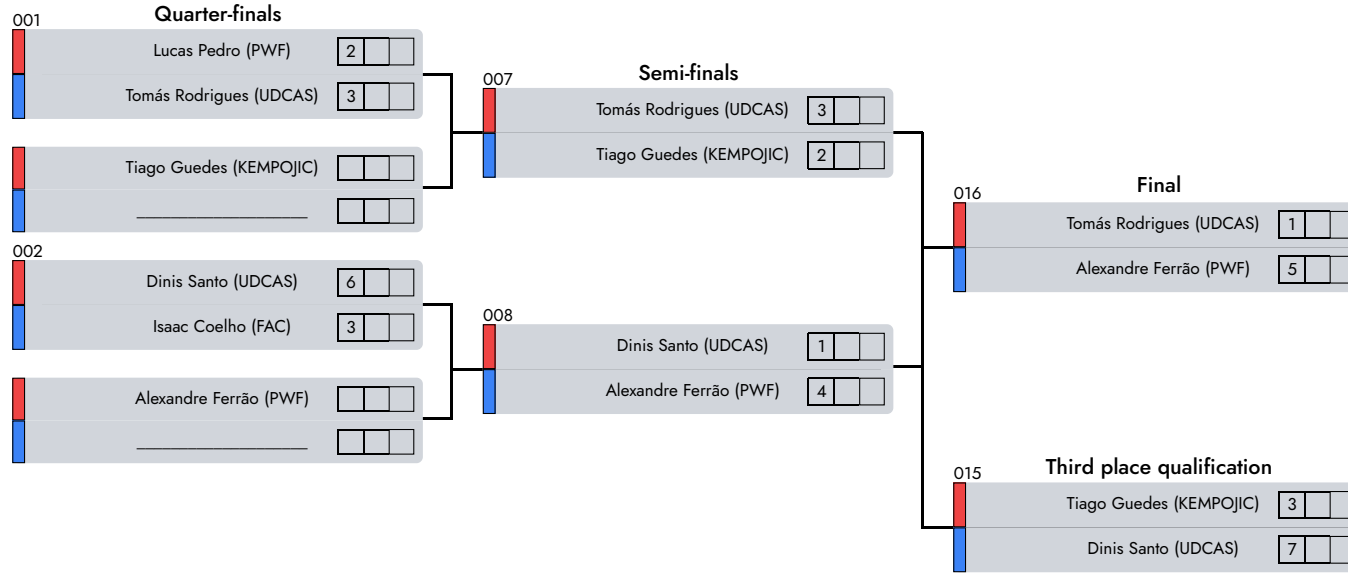 Quarter-finals
001
Lucas Pedro (PWF) 2
Tomás Rodrigues (UDCAS) 3
Tiago Guedes (KEMPOJIC)
____________________
002
Dinis Santo (UDCAS) 6
Isaac Coelho (FAC) 3
Alexandre Ferrão (PWF)
____________________
Semi-finals
007
Tomás Rodrigues (UDCAS) 3
Tiago Guedes (KEMPOJIC) 2
008
Dinis Santo (UDCAS) 1
Alexandre Ferrão (PWF) 4
Final
016
Tomás Rodrigues (UDCAS) 1
Alexandre Ferrão (PWF) 5
Third place qualification
015
Tiago Guedes (KEMPOJIC) 3
Dinis Santo (UDCAS) 7